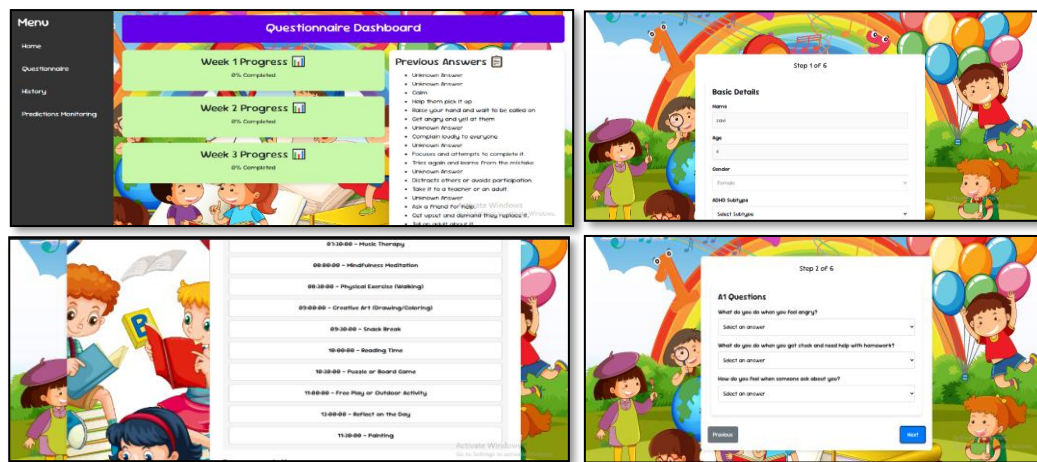 Menu
Home
Questionnaire
History
Predictions Monitoring
Questionnaire Dashboard
Week 1 Progress
0% Completed
Week 2 Progress
0% Completed
Week 3 Progress
0% Completed
Previous Answers
Unknown Answer
Unknown Answer
Calm
Help them pick it up
Raise your hand and wait to be called on
Get angry and yell at them
Unknown Answer
Complain loudly to everyone
Unknown Answer
Focuses and attempts to complete it.
Tries again and learns from the mistake.
Unknown Answer
Distracts others or avoids participation.
Take it to a teacher or an adult.
Unknown Answer
Ask a friend for help.
Get upset and demand they replace it.
Tell an adult about it.
Activate Windows
Step 1 of 6
Basic Details
Name
Age
Gender
Female
ADHD Subtype
Select Subtype
07:30:00 - Music Therapy
08:00:00 - Mindfulness Meditation
08:30:00 - Physical Exercise (Walking)
09:00:00 - Creative Art (Drawing/Coloring)
09:30:00 - Snack Break
10:00:00 - Reading Time
10:30:00 - Puzzle or Board Game
11:00:00 - Free Play or Outdoor Activity
12:00:00 - Reflect on the Day
11:30:00 - Painting
Activate Windows
B
Step 2 of 6
A1 Questions
What do you do when you feel angry?
Select an answer
What do you do when you get stuck and need help with homework?
Select an answer
How do you feel when someone ask about you?
Select an answer
Previous
Next